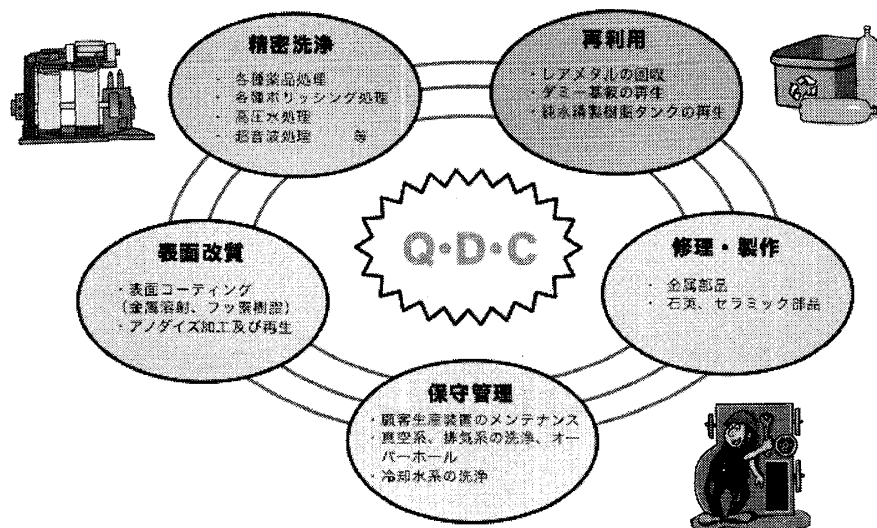 精密洗浄
・各種薬品処理
・各種ポリッシング処理
・高圧水処理
・超音波処理　等
再利用
・レアメタルの回収
・ダミー基板の再生
・純水精製樹脂タンクの再生
Q・D・C
表面改質
・表面コーティング
(金属溶射、フッ素樹脂)
・アノダイズ加工及び再生
修理・製作
・金属部品
・石英、セラミック部品
保守管理
・顧客生産装置のメンテナンス
・真空系、排気系の洗浄、オー
バーホール
・冷却水系の洗浄